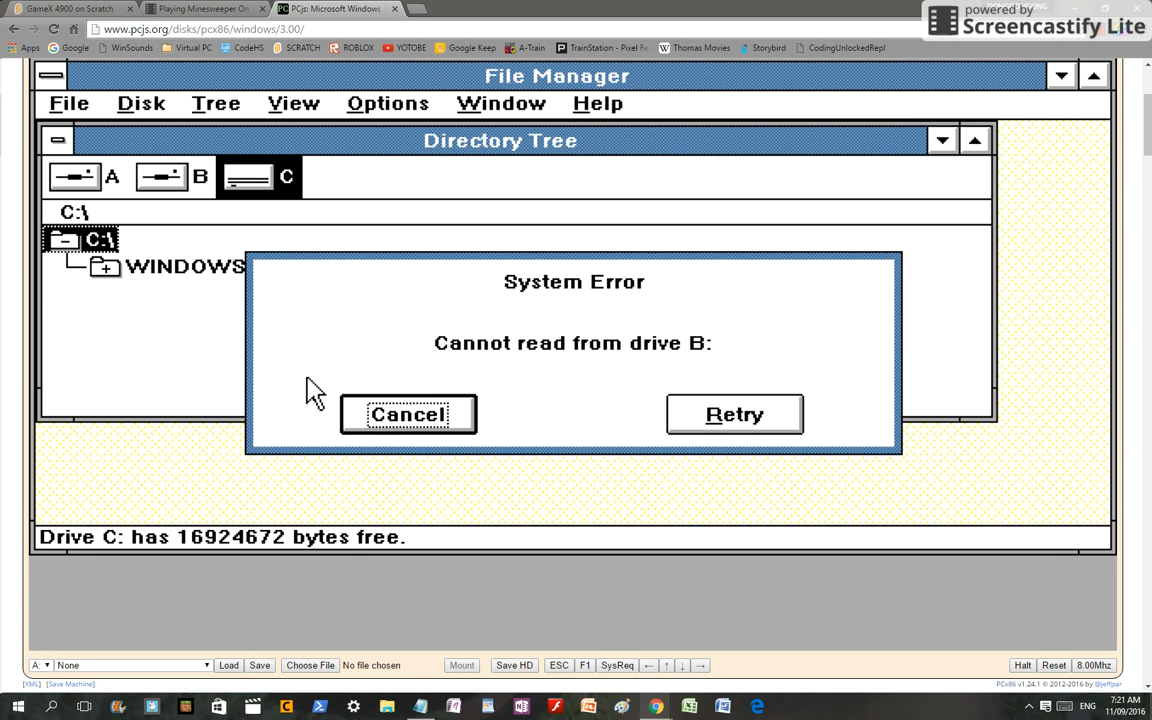 GameX 4900 on Scratch
Playing Minesweeper On
PCjs: Microsoft Windows
powered by
Screencastify Lite
www.pcjs.org/disks/pcx86/windows/3.00/
Apps Google WinSounds Virtual PC CodeHS SCRATCH ROBLOX YOTOBE Google Keep A-Train TrainStation - Pixel Fe Thomas Movies Storybird CodingUnlockedRepl
File Manager
File Disk Tree View Options Window Help
Directory Tree
A B C
C:\
C:\
WINDOWS
System Error
Cannot read from drive B:
Cancel Retry
Drive C: has 16924672 bytes free.
A: None Load Save Choose File No file chosen Mount Save HD ESC F1 SysReq ← ↑ ↓ → Halt Reset 8.00Mhz
[XML] [Save Machine] PCx86 v1.24.1 © 2012-2016 by @jeffpar
ENG
7:21 AM
11/09/2016